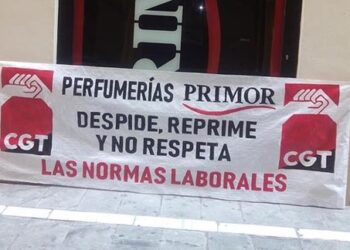 PERFUMERÍAS PRIMOR
DESPIDE, REPRIME
Y NO RESPETA
LAS NORMAS LABORALES
CGT
CGT